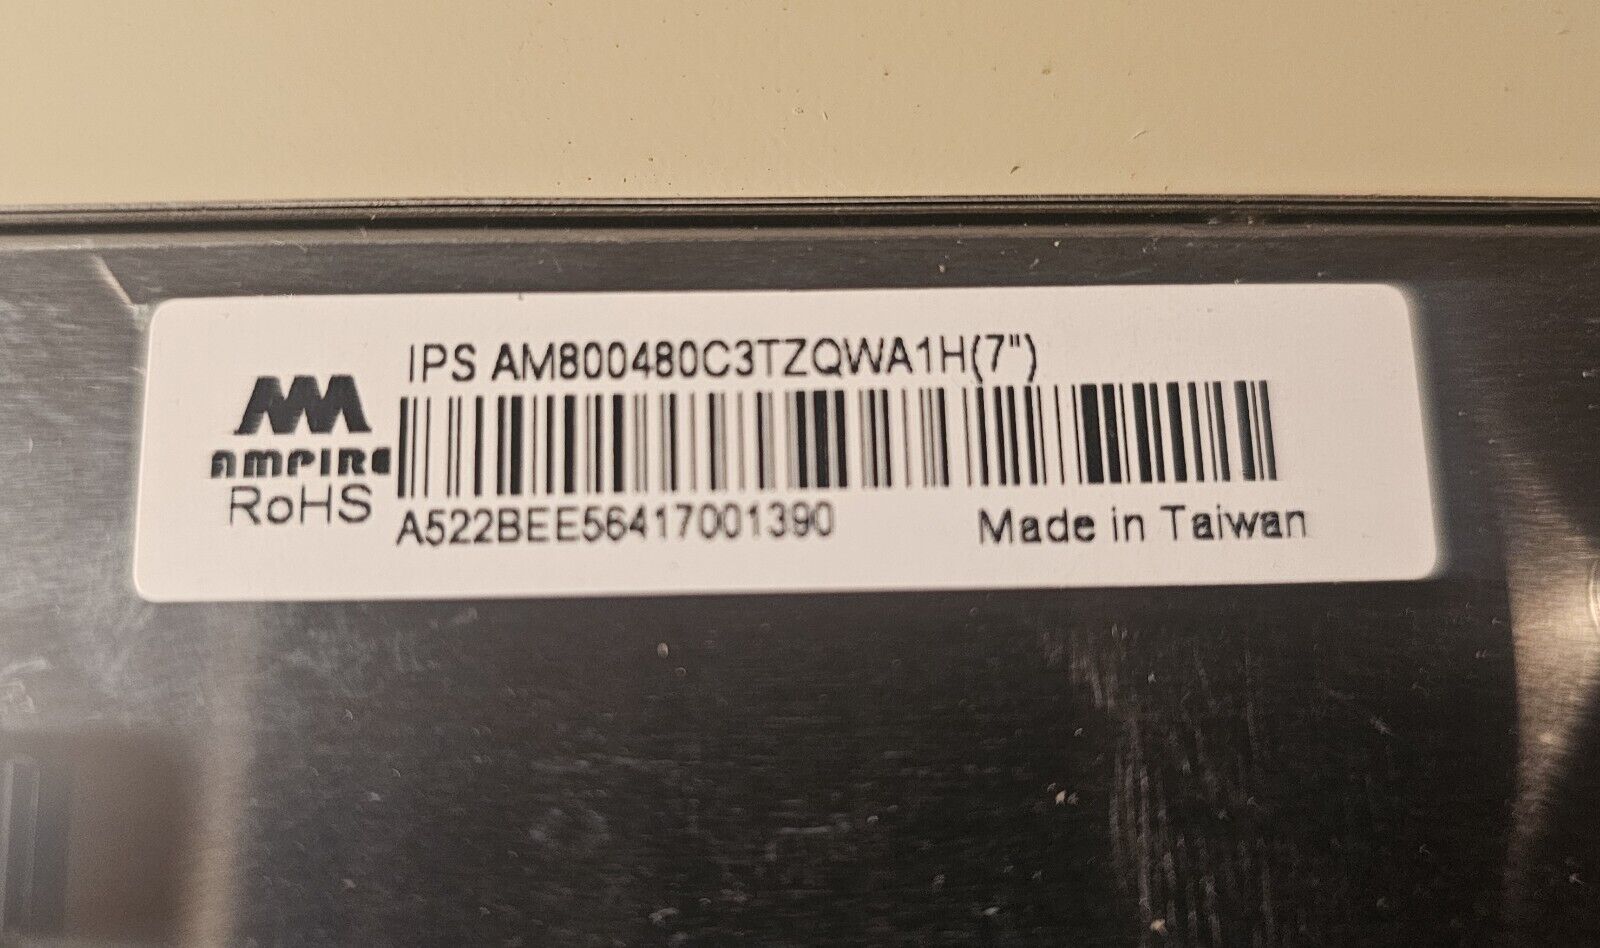 IPS AM800480C3TZQWA1H(7")
AMPIRE
RoHS
A522BEE56417001390
Made in Taiwan